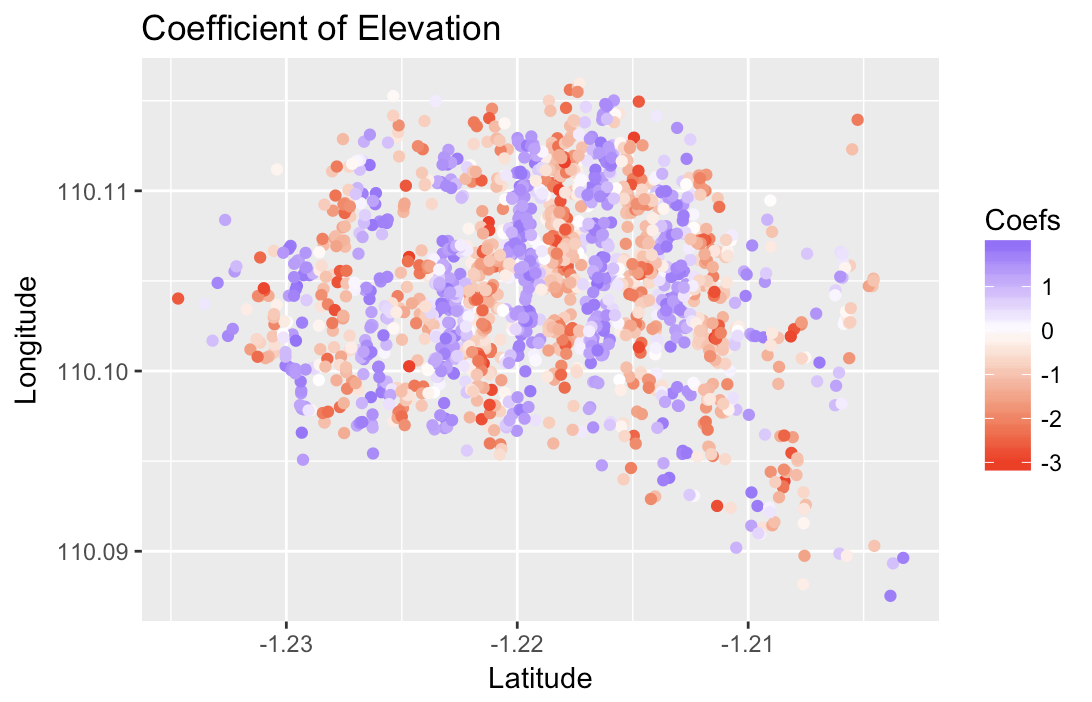 Coefficient of Elevation
110.11
110.10
110.09
Longitude
-1.23
-1.22
-1.21
Latitude
Coefs
1
0
-1
-2
-3